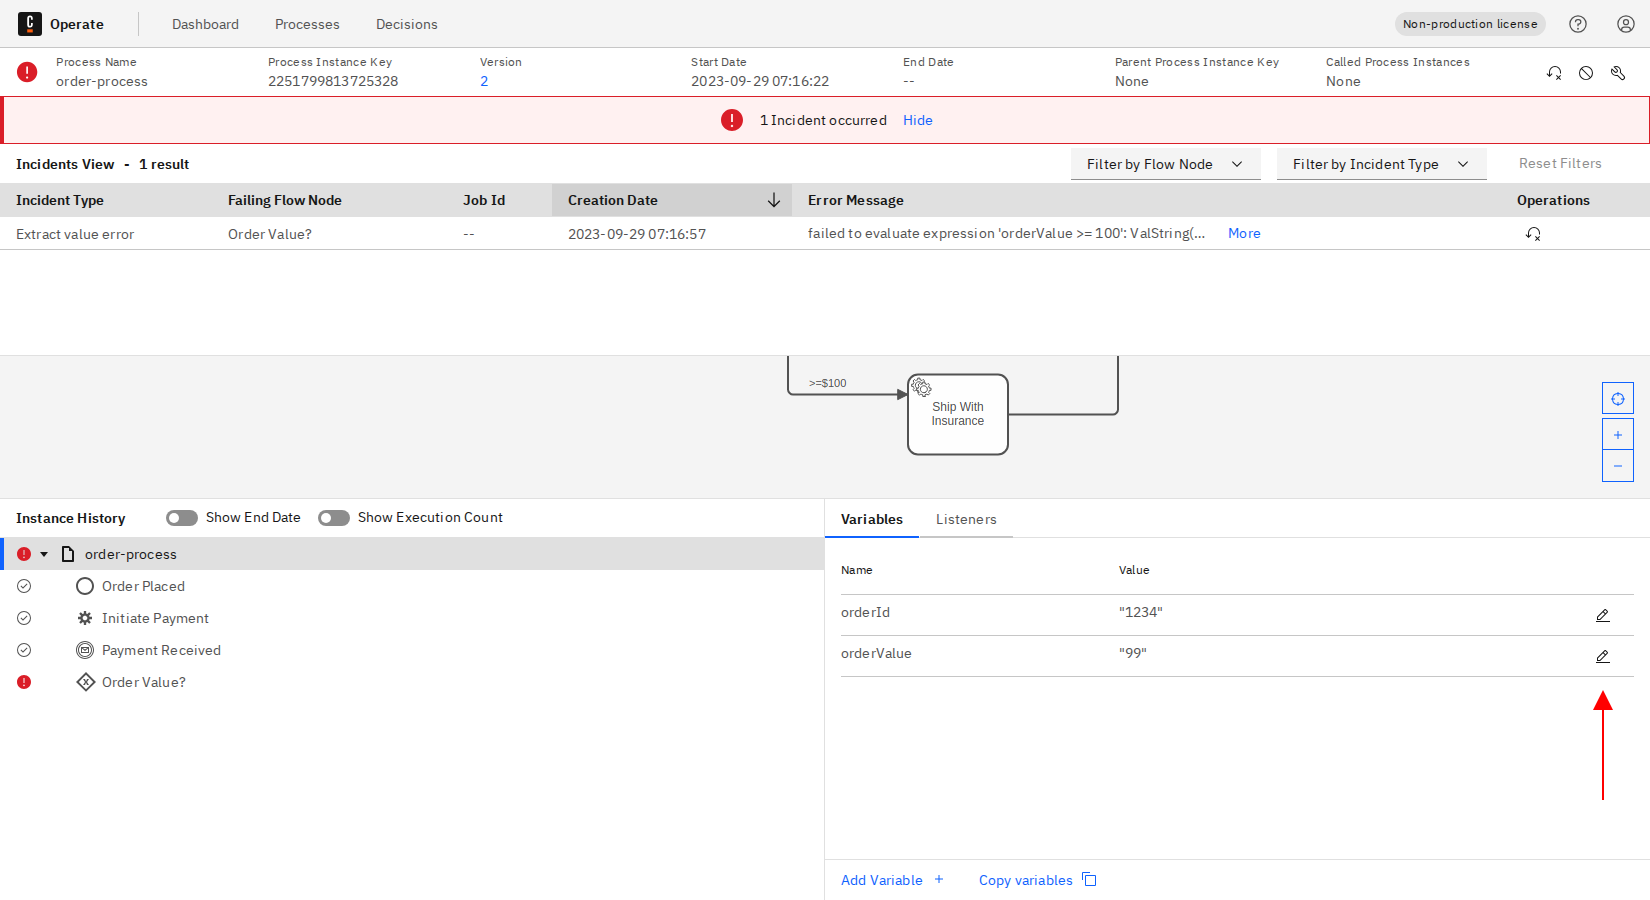 Operate Dashboard Processes Decisions Non-production license
Process Name Process Instance Key Version Start Date End Date Parent Process Instance Key Called Process Instances
order-process 2251799813725328 2 2023-09-29 07:16:22 -- None None
1 Incident occurred Hide
Incidents View - 1 result Filter by Flow Node Filter by Incident Type Reset Filters
Incident Type Failing Flow Node Job Id Creation Date Error Message Operations
Extract value error Order Value? -- 2023-09-29 07:16:57 failed to evaluate expression 'orderValue >= 100': ValString(... More
>=$100
Ship With
Insurance
Instance History Show End Date Show Execution Count
order-process
Order Placed
Initiate Payment
Payment Received
Order Value?
Variables Listeners
Name Value
orderId "1234"
orderValue "99"
Add Variable + Copy variables